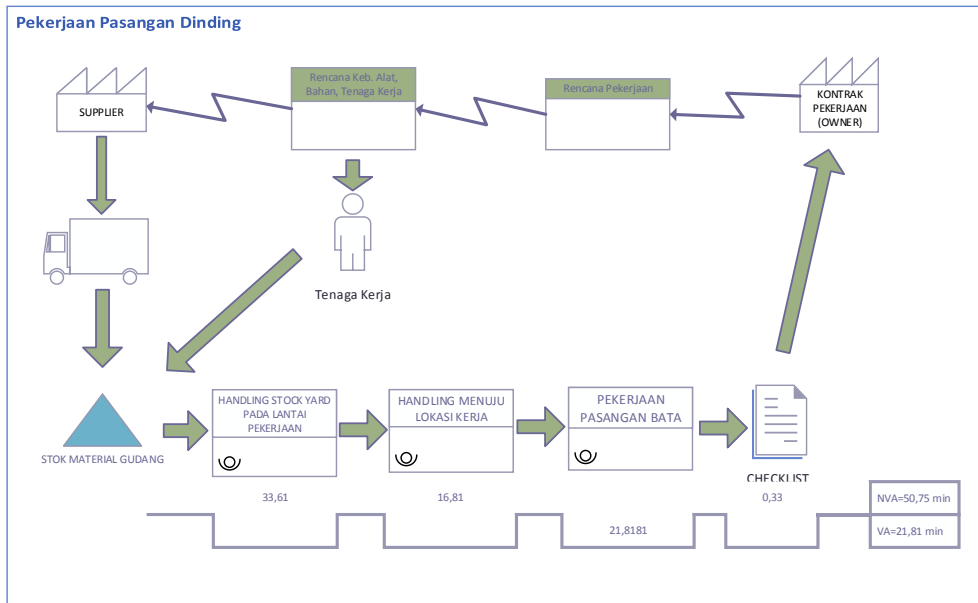 Pekerjaan Pasangan Dinding
SUPPLIER
Rencana Keb. Alat,
Bahan, Tenaga Kerja
Rencana Pekerjaan
KONTRAK
PEKERJAAN
(OWNER)
Tenaga Kerja
STOK MATERIAL GUDANG
HANDLING STOCK YARD
PADA LANTAI
PEKERJAAN
HANDLING MENUJU
LOKASI KERJA
PEKERJAAN
PASANGAN BATA
CHECKLIST
33,61
16,81
21,8181
0,33
NVA=50,75 min
VA=21,81 min